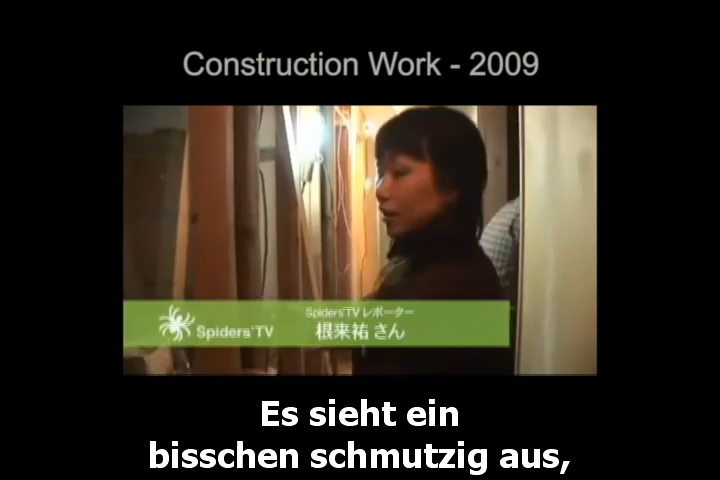 Construction Work - 2009
Spiders'TV レポーター
Spiders'TV
根来祐 さん
Es sieht ein
bisschen schmutzig aus,